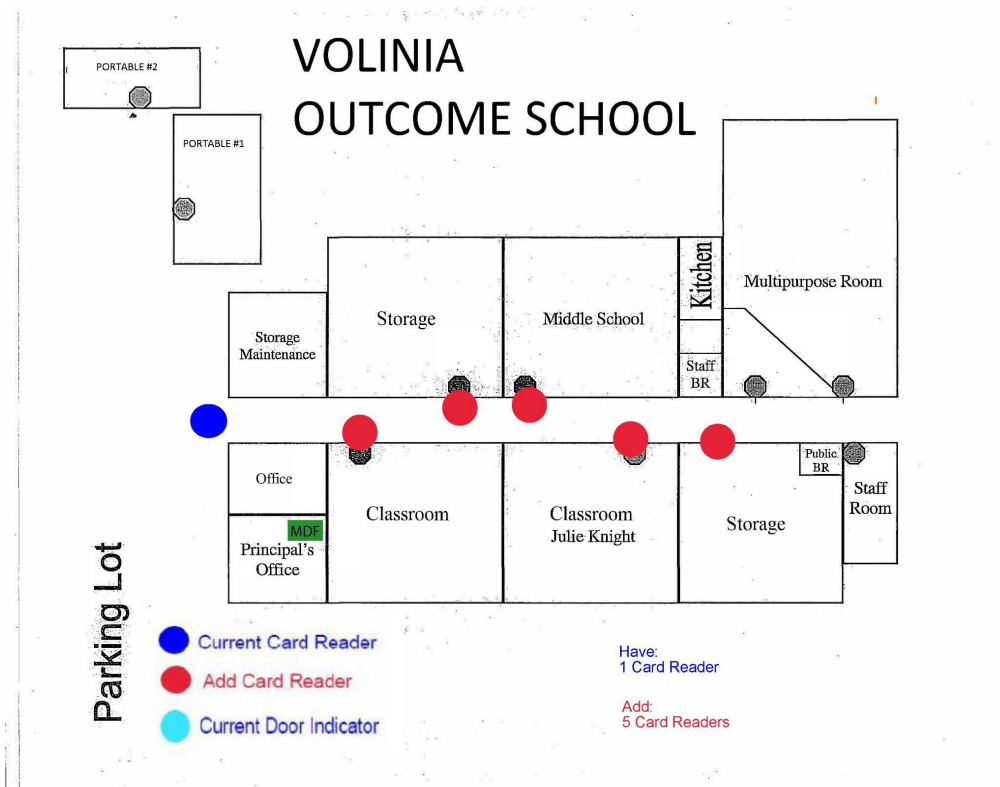 VOLINIA
OUTCOME SCHOOL
PORTABLE #2
PORTABLE #1
Kitchen
Multipurpose Room
Storage
Middle School
Storage
Maintenance
Staff
BR
Office
Public
BR
Classroom
Classroom
Julie Knight
Storage
Staff
Room
MDF
Principal's
Office
Parking Lot
Current Card Reader
Add Card Reader
Current Door Indicator
Have:
1 Card Reader
Add:
5 Card Readers